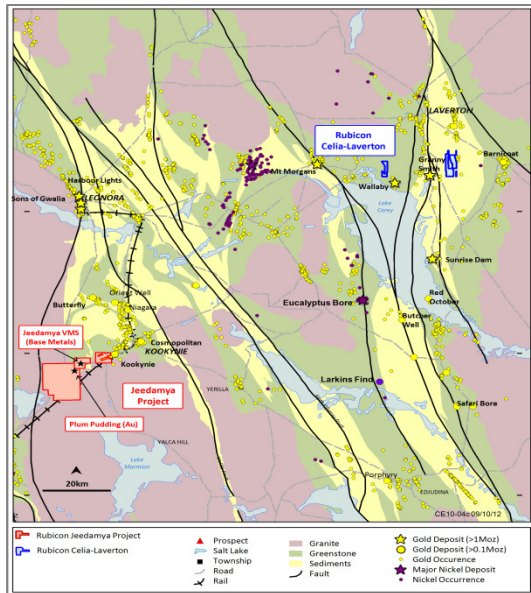 LAVERTON
Rubicon
Celia-Laverton
Granny
Smith
Barnicoat
Harbour Lights
Mt Morgans
Wallaby
Sons of Gwalia
LEONORA
Lake
Carey
Sunrise Dam
Orient Well
Butterfly
Niagara
Eucalyptus Bore
Red
October
Jeedamya VMS
(Base Metals)
Cosmopolitan
KOOKYNIE
Butcher
Well
Kookynie
Jeedamya
Project
YERILLA
Larkins Find
Safari Bore
Plum Pudding (Au)
YALCA HILL
Lake
Marmion
Porphyry
EDJUDINA
20km
CE10-04c09/10/12
Rubicon Jeedamya Project
Rubicon Celia-Laverton
Prospect
Salt Lake
Township
Road
Rail
Granite
Greenstone
Sediments
Fault
Gold Deposit (>1Moz)
Gold Deposit (>0.1Moz)
Gold Occurence
Major Nickel Deposit
Nickel Occurrence